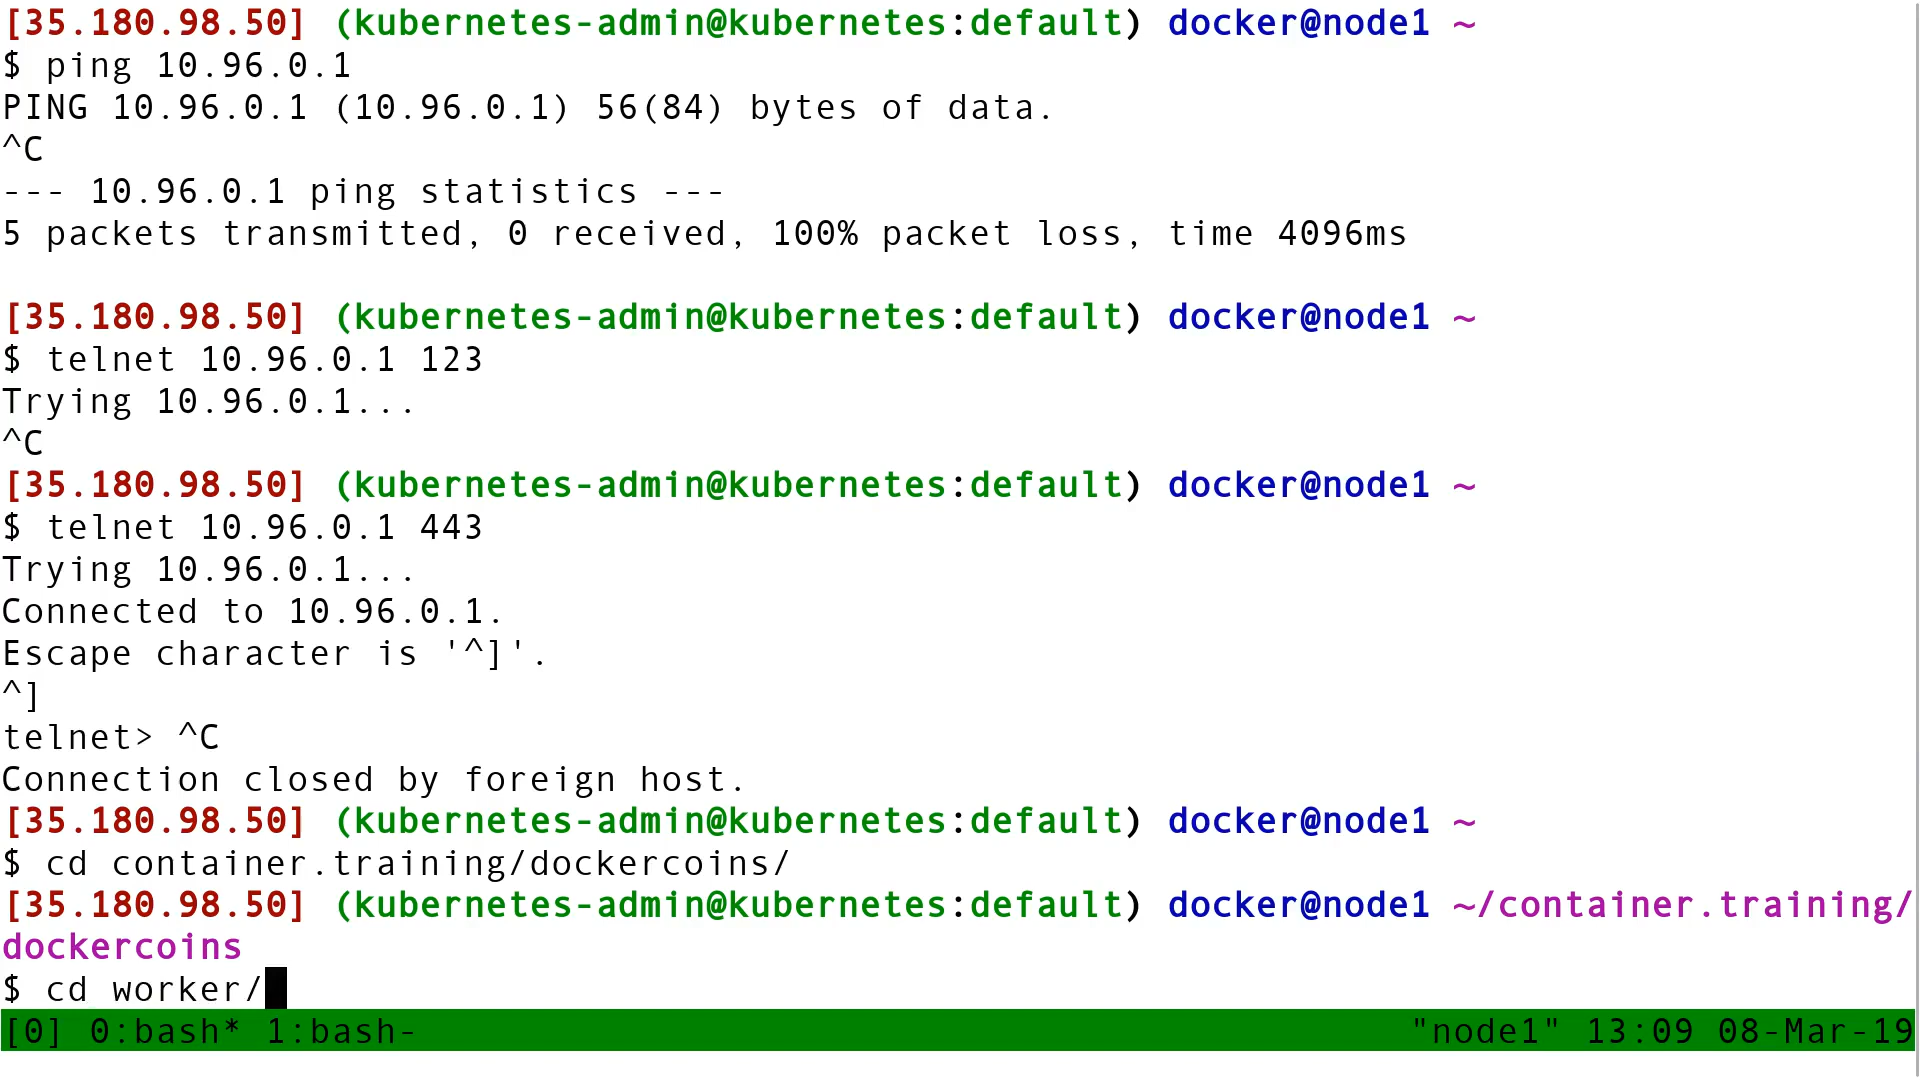 [35.180.98.50] (kubernetes-admin@kubernetes:default) docker@node1 ~
$ ping 10.96.0.1
PING 10.96.0.1 (10.96.0.1) 56(84) bytes of data.
^C
--- 10.96.0.1 ping statistics ---
5 packets transmitted, 0 received, 100% packet loss, time 4096ms
[35.180.98.50] (kubernetes-admin@kubernetes:default) docker@node1 ~
$ telnet 10.96.0.1 123
Trying 10.96.0.1...
^C
[35.180.98.50] (kubernetes-admin@kubernetes:default) docker@node1 ~
$ telnet 10.96.0.1 443
Trying 10.96.0.1...
Connected to 10.96.0.1.
Escape character is '^]'.
^]
telnet> ^C
Connection closed by foreign host.
[35.180.98.50] (kubernetes-admin@kubernetes:default) docker@node1 ~
$ cd container.training/dockercoins/
[35.180.98.50] (kubernetes-admin@kubernetes:default) docker@node1 ~/container.training/
dockercoins
$ cd worker/
[0] 0:bash* 1:bash- "node1" 13:09 08-Mar-19